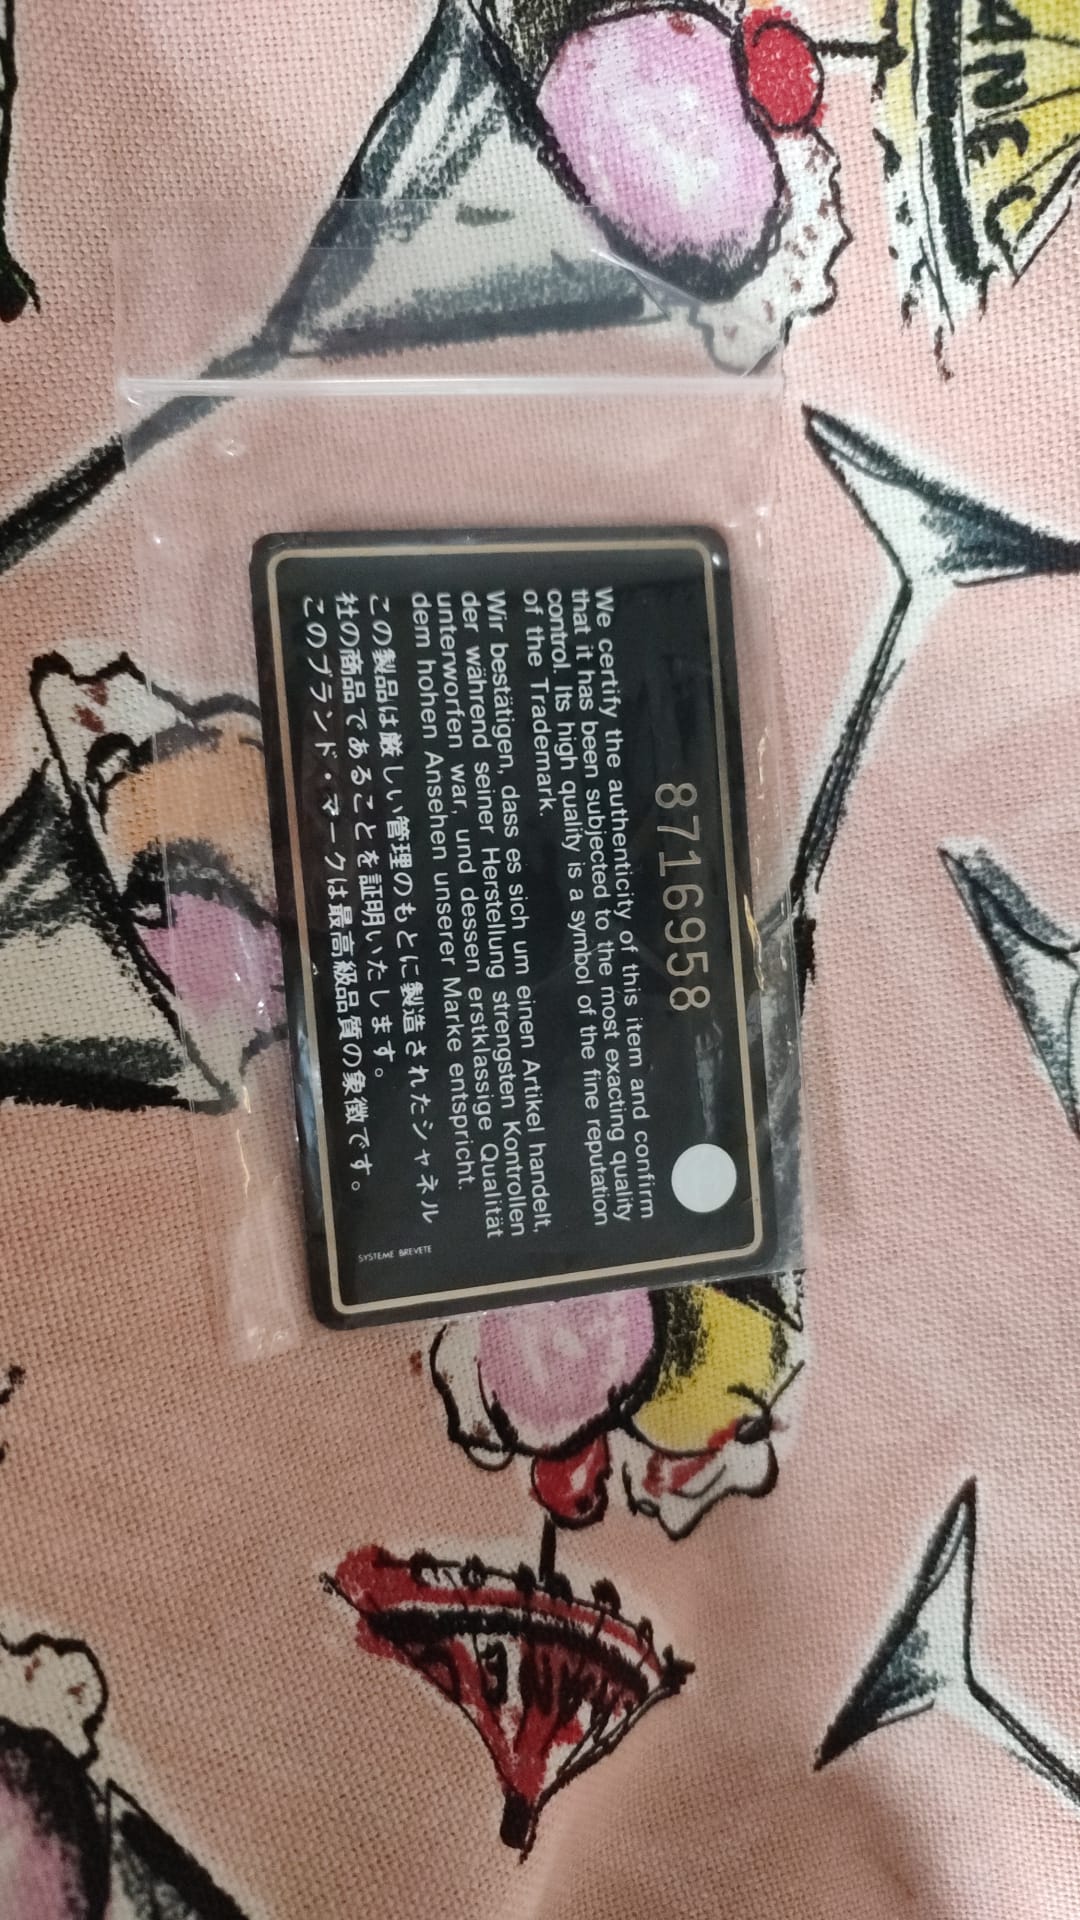 8716958
We certify the authenticity of this item and confirm
that it has been subjected to the most exacting quality
control. Its high quality is a symbol of the fine reputation
of the Trademark.
Wir bestätigen, dass es sich um einen Artikel handelt,
der während seiner Herstellung strengsten Kontrollen
unterworfen war, und dessen erstklassige Qualität
dem hohen Ansehen unserer Marke entspricht.
この製品は厳しい管理のもとに製造されたシャネル
社の商品であることを証明いたします。
このブランド・マークは最高級品質の象徴です。
SYSTEME BREVETE